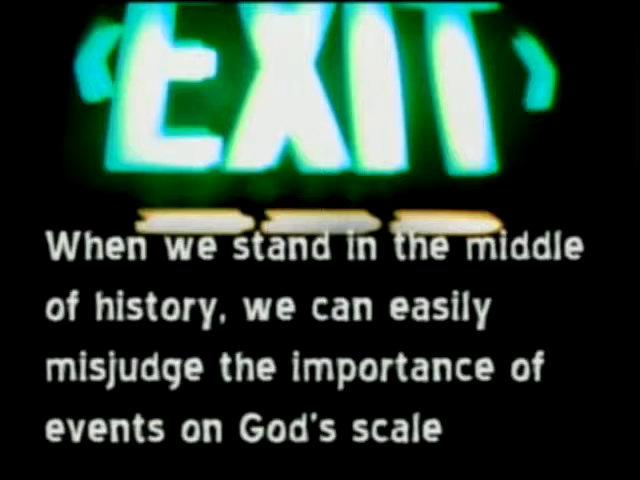 EXIT
When we stand in the middle
of history, we can easily
misjudge the importance of
events on God's scale